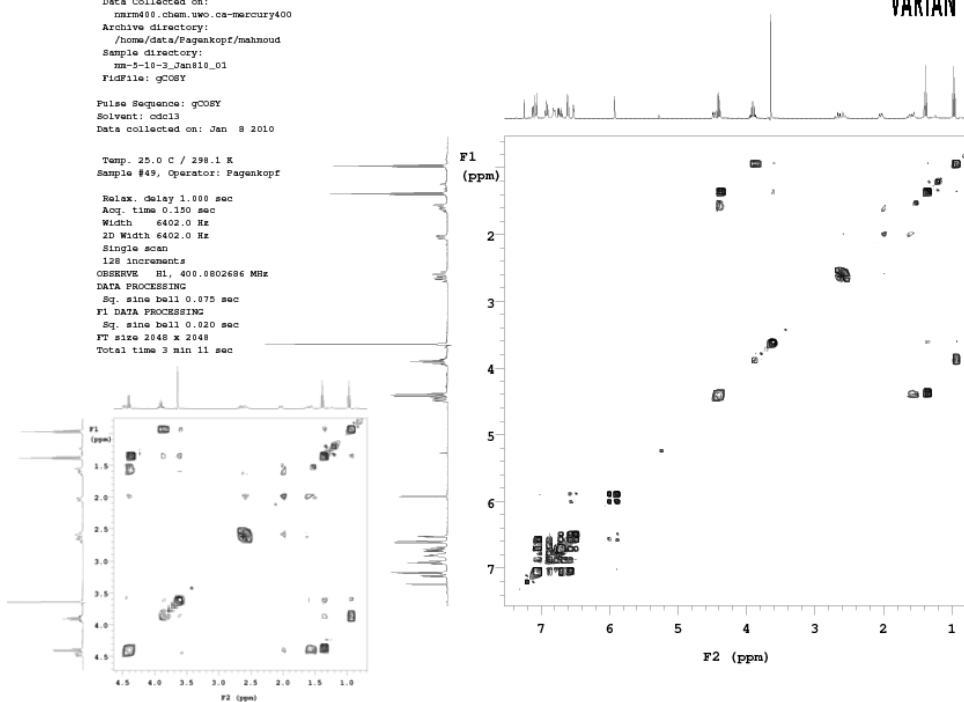 Data Collected on:
nmrm400.chem.uwo.ca-mercury400
Archive directory:
/home/data/Pagenkopf/mahmoud
Sample directory:
mm-5-10-3_Jan810_01
FidFile: gCOSY
Pulse Sequence: gCOSY
Solvent: cdcl3
Data collected on: Jan 8 2010
Temp. 25.0 C / 298.1 K
Sample #49, Operator: Pagenkopf
Relax. delay 1.000 sec
Acq. time 0.150 sec
Width 6402.0 Hz
2D Width 6402.0 Hz
Single scan
128 increments
OBSERVE H1, 400.0802686 MHz
DATA PROCESSING
Sq. sine bell 0.075 sec
F1 DATA PROCESSING
Sq. sine bell 0.020 sec
FT size 2048 x 2048
Total time 3 min 11 sec
VARIAN
F1
(ppm)
2
3
4
5
6
7
7 6 5 4 3 2 1
F2 (ppm)
F1
(ppm)
1.5
2.0
2.5
3.0
3.5
4.0
4.5
4.5 4.0 3.5 3.0 2.5 2.0 1.5 1.0
F2 (ppm)